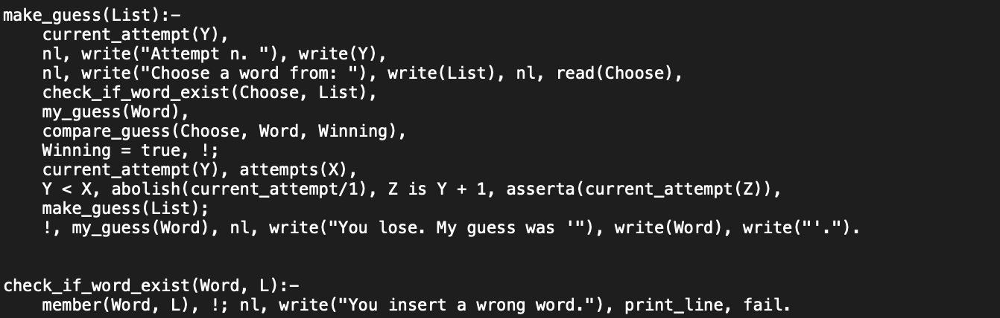 make_guess(List):-
    current_attempt(Y),
    nl, write("Attempt n. "), write(Y),
    nl, write("Choose a word from: "), write(List), nl, read(Choose),
    check_if_word_exist(Choose, List),
    my_guess(Word),
    compare_guess(Choose, Word, Winning),
    Winning = true, !;
    current_attempt(Y), attempts(X),
    Y < X, abolish(current_attempt/1), Z is Y + 1, asserta(current_attempt(Z)),
    make_guess(List);
    !, my_guess(Word), nl, write("You lose. My guess was '"), write(Word), write("'.").
check_if_word_exist(Word, L):-
    member(Word, L), !; nl, write("You insert a wrong word."), print_line, fail.